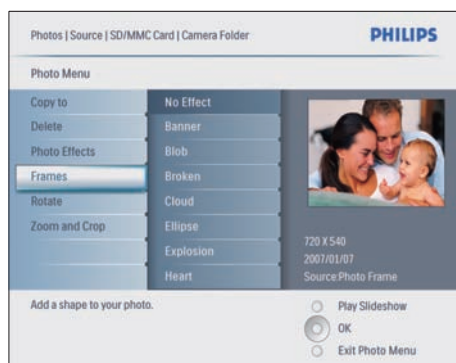 Photos | Source | SD/MMC Card | Camera Folder
PHILIPS
Photo Menu
Copy to
Delete
Photo Effects
Frames
Rotate
Zoom and Crop
No Effect
Banner
Blob
Broken
Cloud
Ellipse
Explosion
Heart
720 X 540
2007/01/07
Source:Photo Frame
Add a shape to your photo.
Play Slideshow
OK
Exit Photo Menu